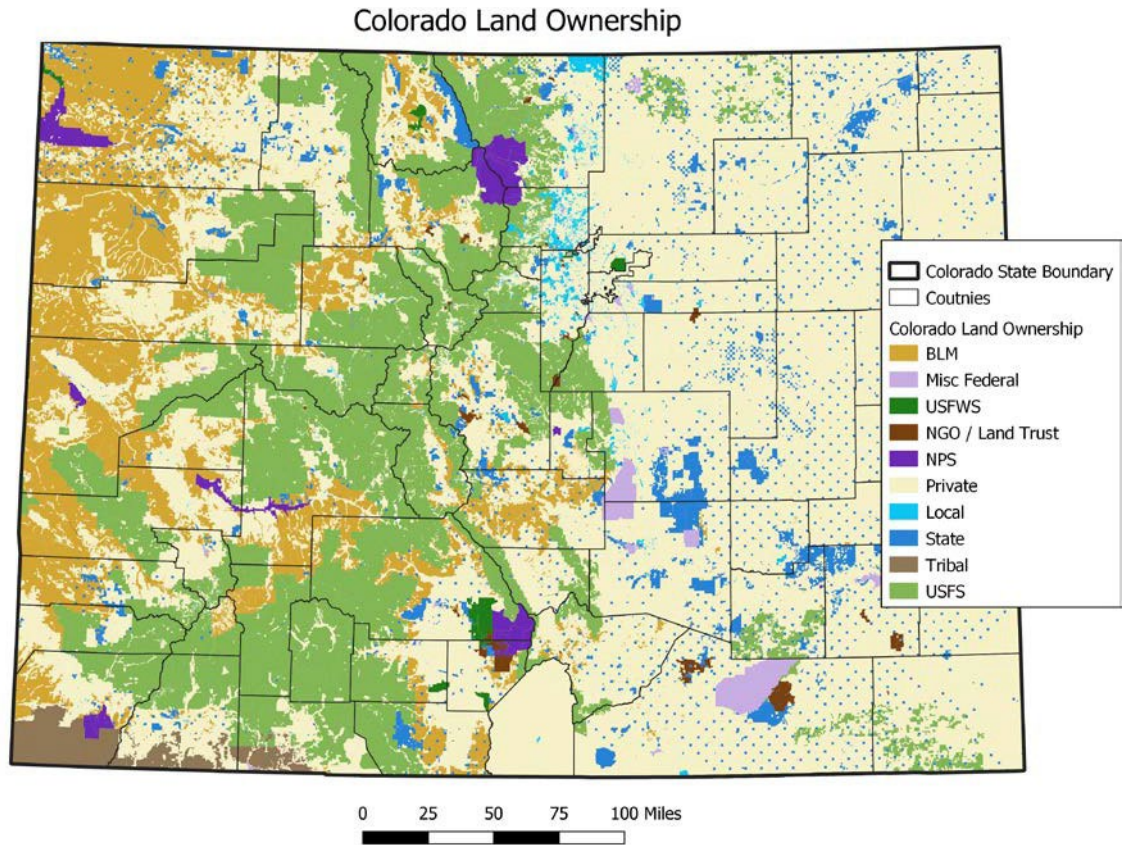 Colorado Land Ownership
Colorado State Boundary
Coutnies
Colorado Land Ownership
BLM
Misc Federal
USFWS
NGO / Land Trust
NPS
Private
Local
State
Tribal
USFS
0 25 50 75 100 Miles